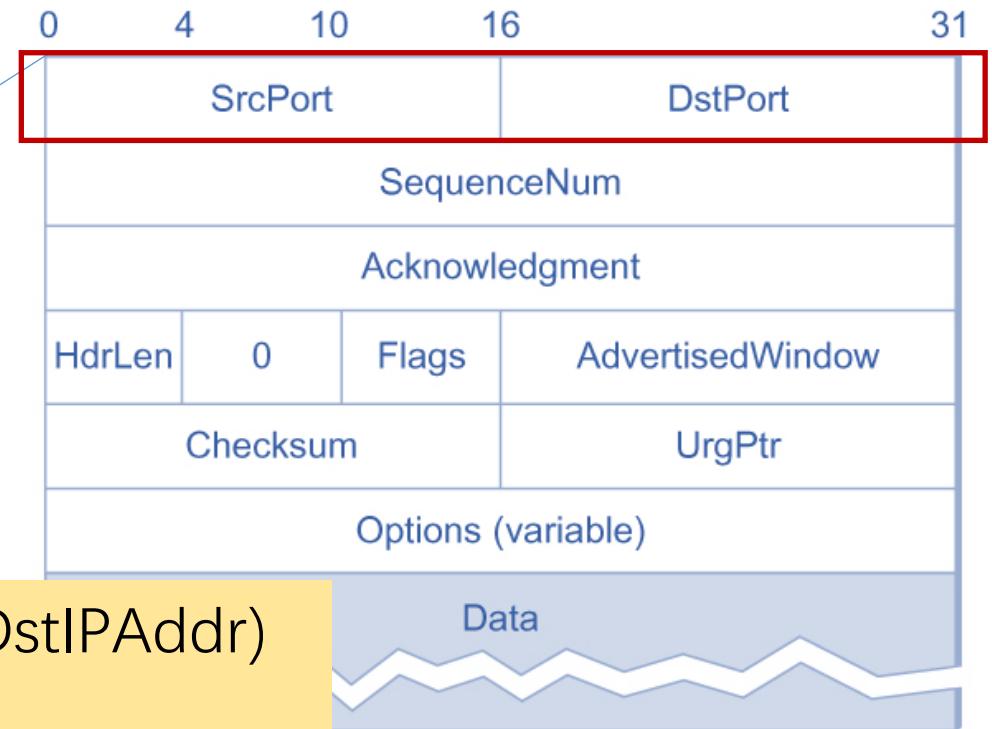 0 4 10 16 31
SrcPort DstPort
SequenceNum
Acknowledgment
HdrLen 0 Flags AdvertisedWindow
Checksum UrgPtr
Options (variable)
DstIPAddr)
Data